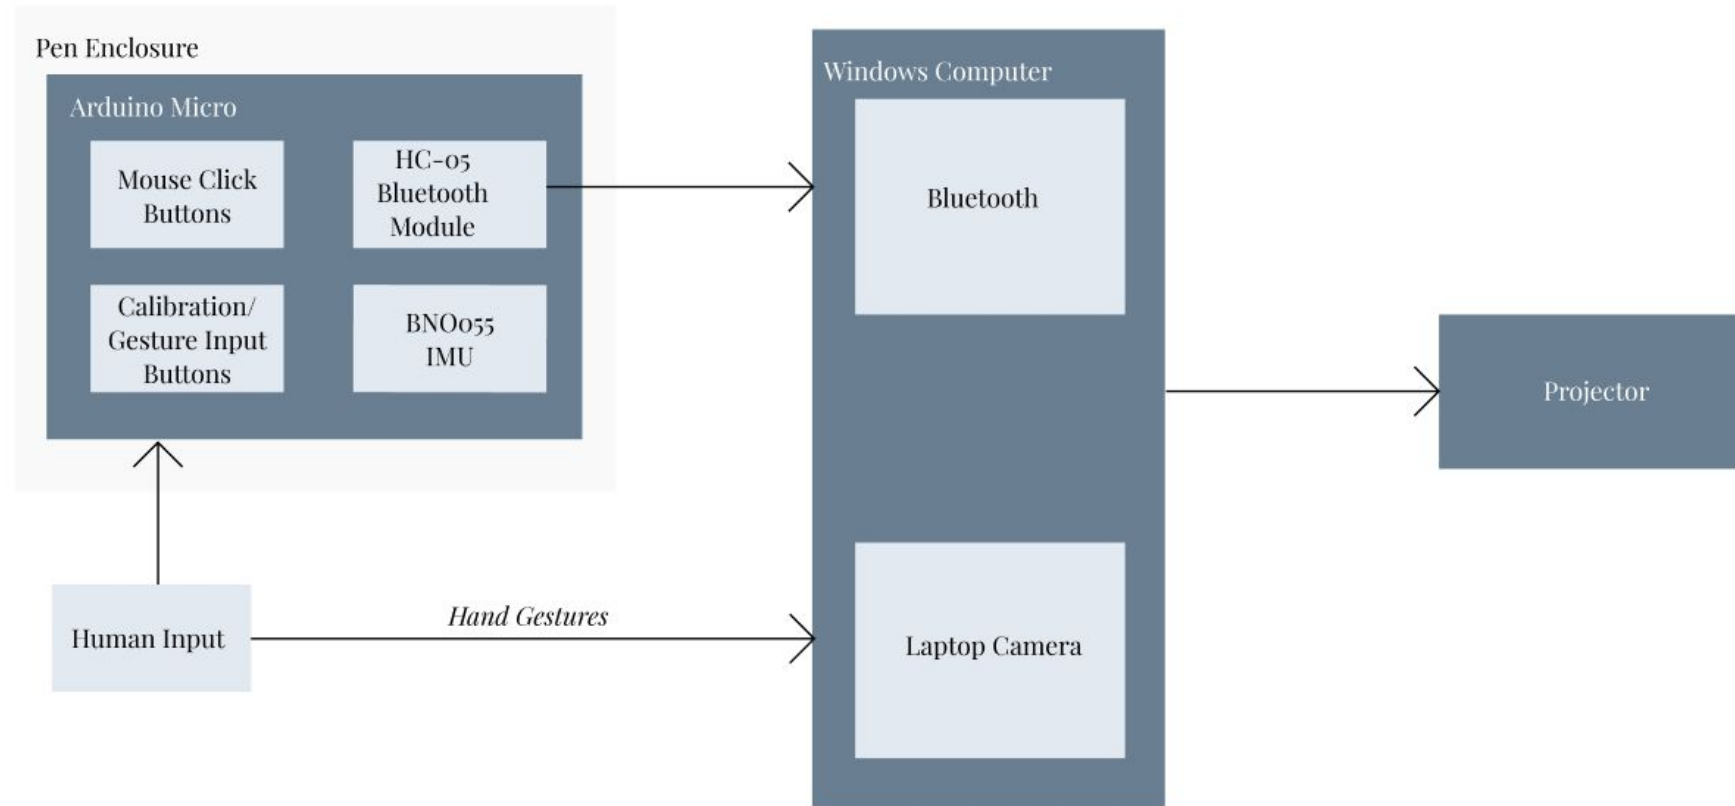 Pen Enclosure
Arduino Micro
Mouse Click
Buttons
HC-05
Bluetooth
Module
Calibration/
Gesture Input
Buttons
BNO055
IMU
Human Input
Hand Gestures
Windows Computer
Bluetooth
Laptop Camera
Projector